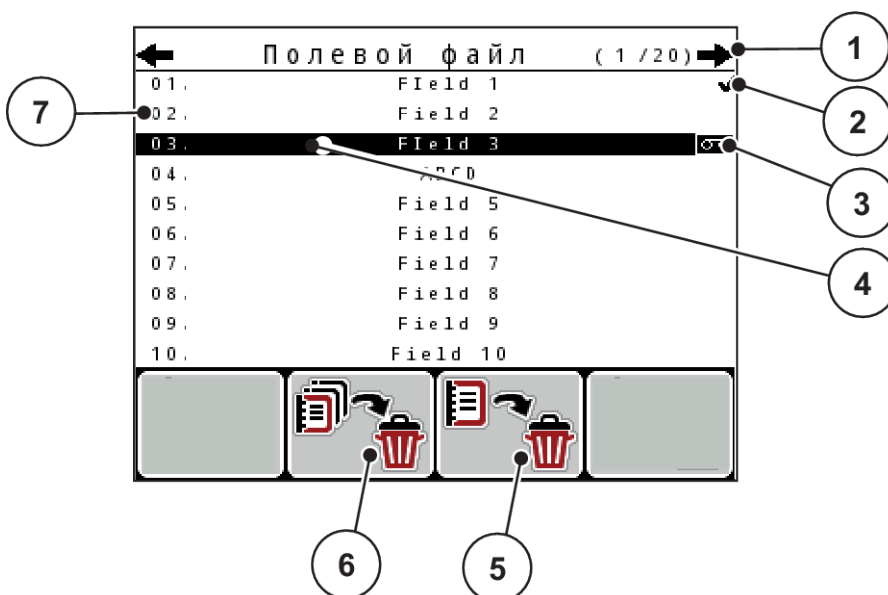 Полевой файл (1/20)
01. FIeld 1
02. Field 2
03. FIeld 3
04. ABCD
05. Field 5
06. Field 6
07. Field 7
08. Field 8
09. Field 9
10. Field 10
1
2
3
4
5
6
7